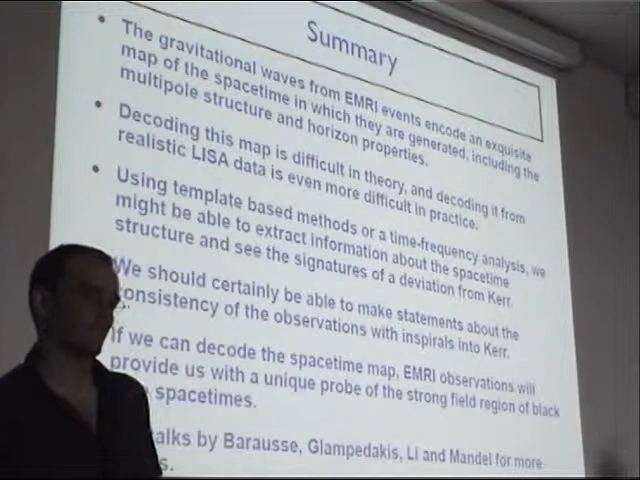 Summary
• The gravitational waves from EMRI events encode an exquisite
map of the spacetime in which they are generated, including the
multipole structure and horizon properties.
• Decoding this map is difficult in theory, and decoding it from
realistic LISA data is even more difficult in practice.
• Using template based methods or a time-frequency analysis, we
might be able to extract information about the spacetime
structure and see the signatures of a deviation from Kerr.
We should certainly be able to make statements about the
consistency of the observations with inspirals into Kerr.
If we can decode the spacetime map, EMRI observations will
provide us with a unique probe of the strong field region of black
spacetimes.
talks by Barausse, Glampedakis, Li and Mandel for more